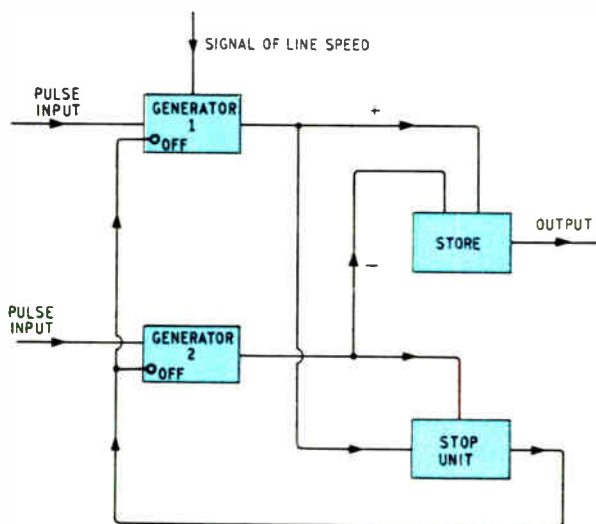 SIGNAL OF LINE SPEED
PULSE
INPUT
GENERATOR
1
OFF
+
STORE
OUTPUT
−
PULSE
INPUT
GENERATOR
2
OFF
STOP
UNIT